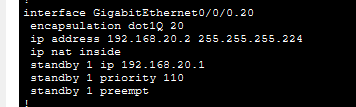 !
interface GigabitEthernet0/0/0.20
 encapsulation dot1Q 20
 ip address 192.168.20.2 255.255.255.224
 ip nat inside
 standby 1 ip 192.168.20.1
 standby 1 priority 110
 standby 1 preempt
!